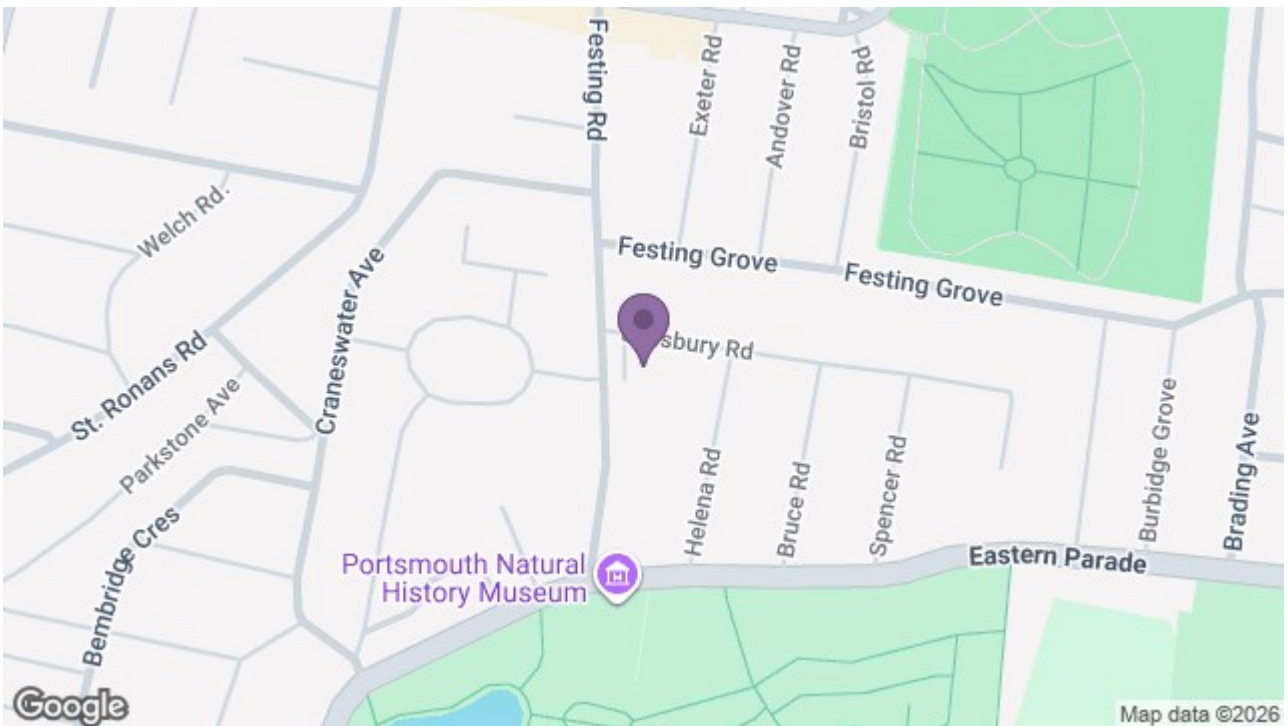 Festing Rd
Exeter Rd
Andover Rd
Bristol Rd
Welch Rd.
Craneswater Ave
Festing Grove
Festing Grove
St. Ronans Rd
Parkstone Ave
Bembridge Cres
Helena Rd
Bruce Rd
Spencer Rd
Burbidge Grove
Brading Ave
Eastern Parade
Portsmouth Natural
History Museum
Google
Map data ©2026